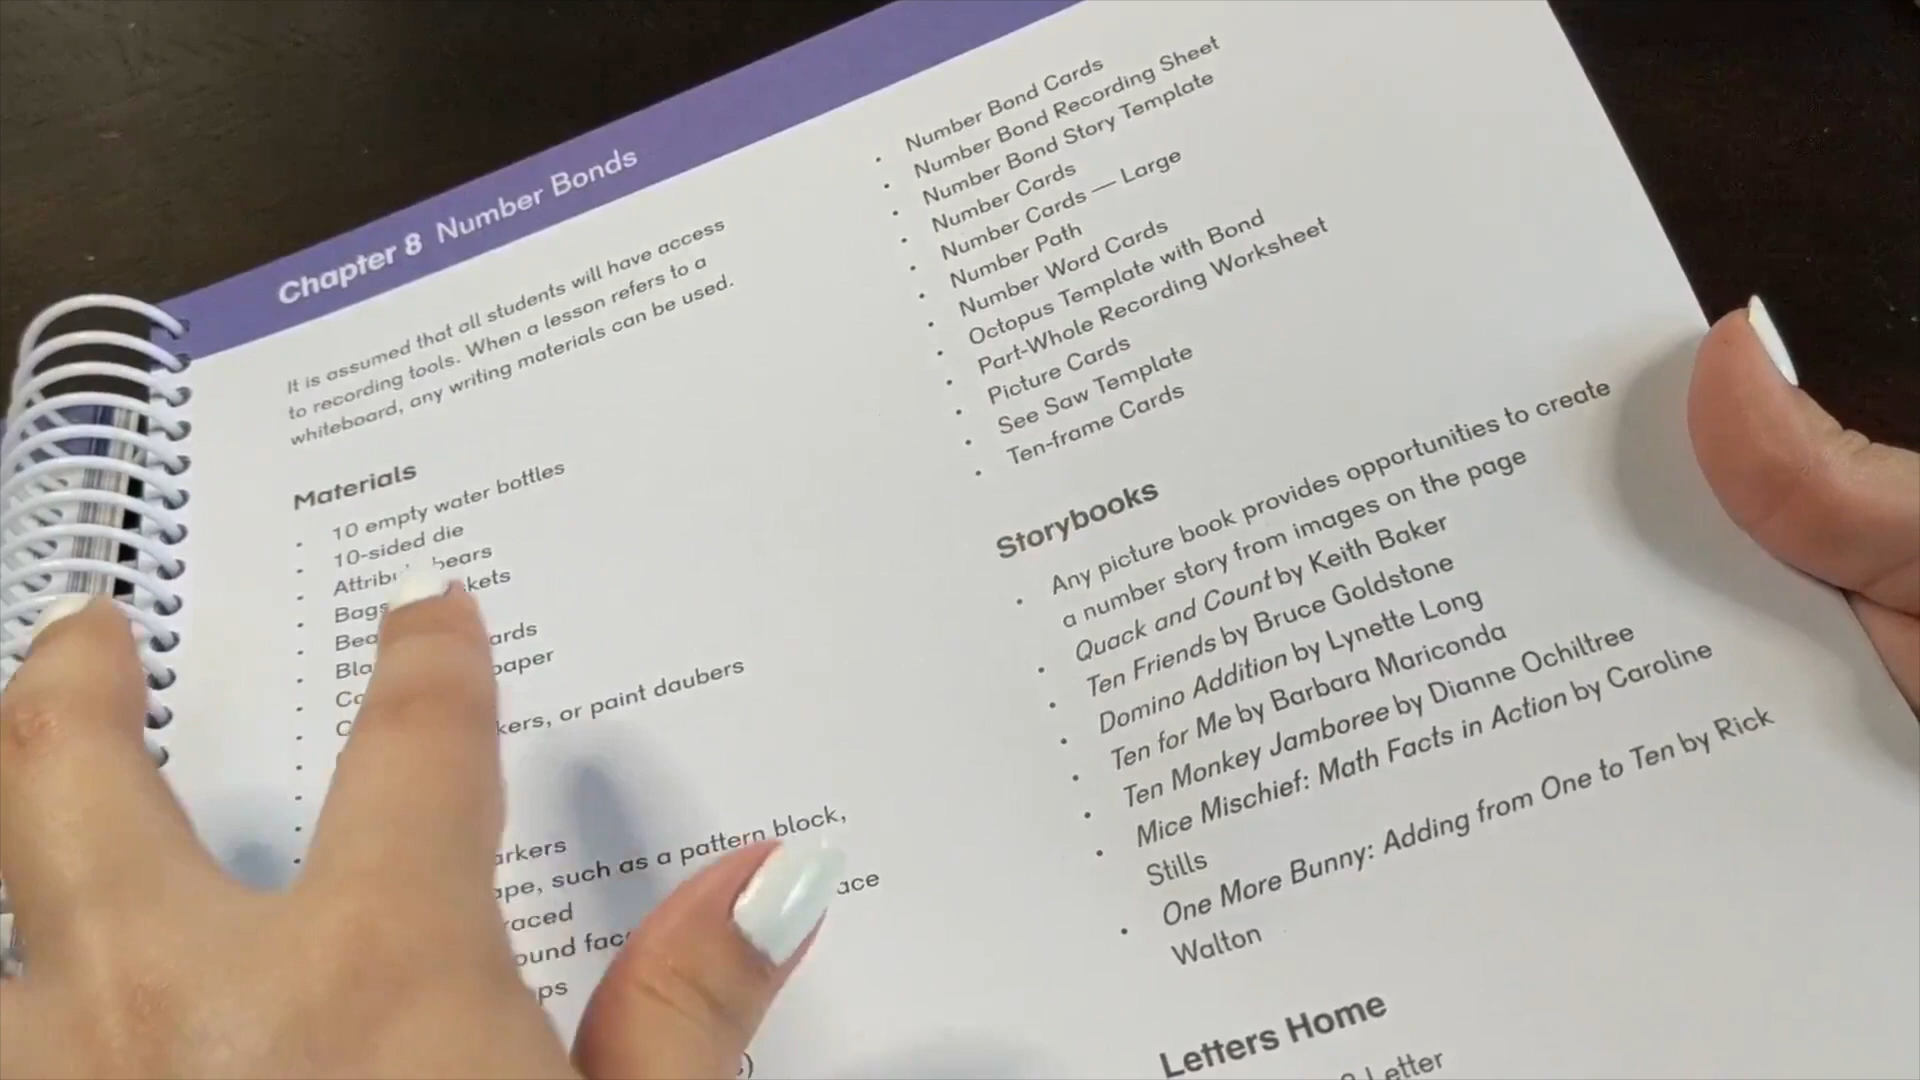 Chapter 8 Number Bonds
It is assumed that all students will have access
to recording tools. When a lesson refers to a
whiteboard, any writing materials can be used.
Materials
• 10 empty water bottles
• 10-sided die
• bears
• Bags
•
•
• paper
• or paint daubers
such as a pattern block,
Number Bond Cards
• Number Bond Recording Sheet
• Number Bond Story Template
• Number Cards
• Number Cards — Large
• Number Path
• Number Word Cards
• Octopus Template with Bond
• Part-Whole Recording Worksheet
• Picture Cards
• See Saw Template
• Ten-frame Cards
Storybooks
• Any picture book provides opportunities to create
a number story from images on the page
• Quack and Count by Keith Baker
• Ten Friends by Bruce Goldstone
• Domino Addition by Lynette Long
• Ten for Me by Barbara Mariconda
• Ten Monkey Jamboree by Dianne Ochiltree
• Mice Mischief: Math Facts in Action by Caroline
Stills
• One More Bunny: Adding from One to Ten by Rick
Walton
Letters Home
Letter